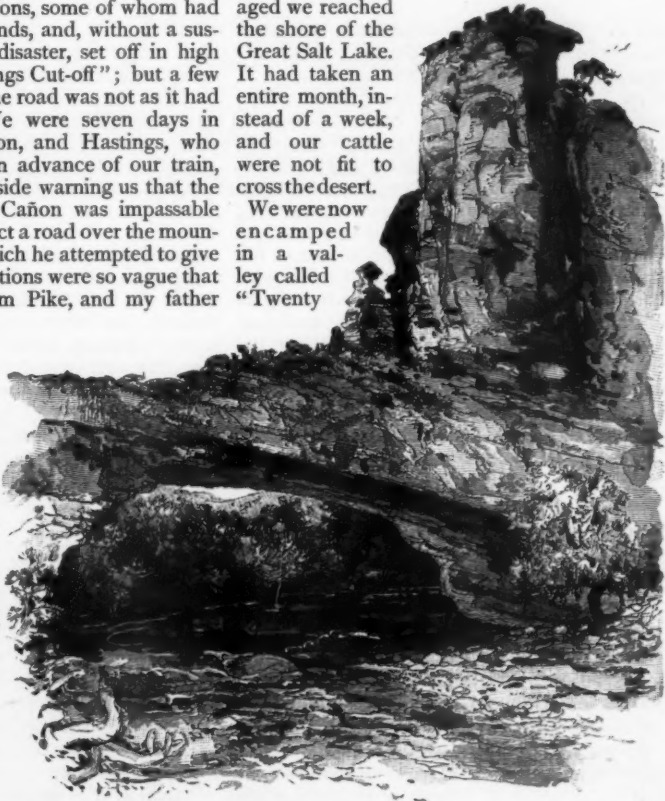 ons, some of whom had
nds, and, without a sus-
disaster, set off in high
ngs Cut-off"; but a few
e road was not as it had
e were seven days in
on, and Hastings, who
n advance of our train,
side warning us that the
Cañon was impassable
ct a road over the moun-
ich he attempted to give
tions were so vague that
m Pike, and my father
aged we reached
the shore of the
Great Salt Lake.
It had taken an
entire month, in-
stead of a week,
and our cattle
were not fit to
cross the desert.
We were now
encamped
in a val-
ley called
"Twenty